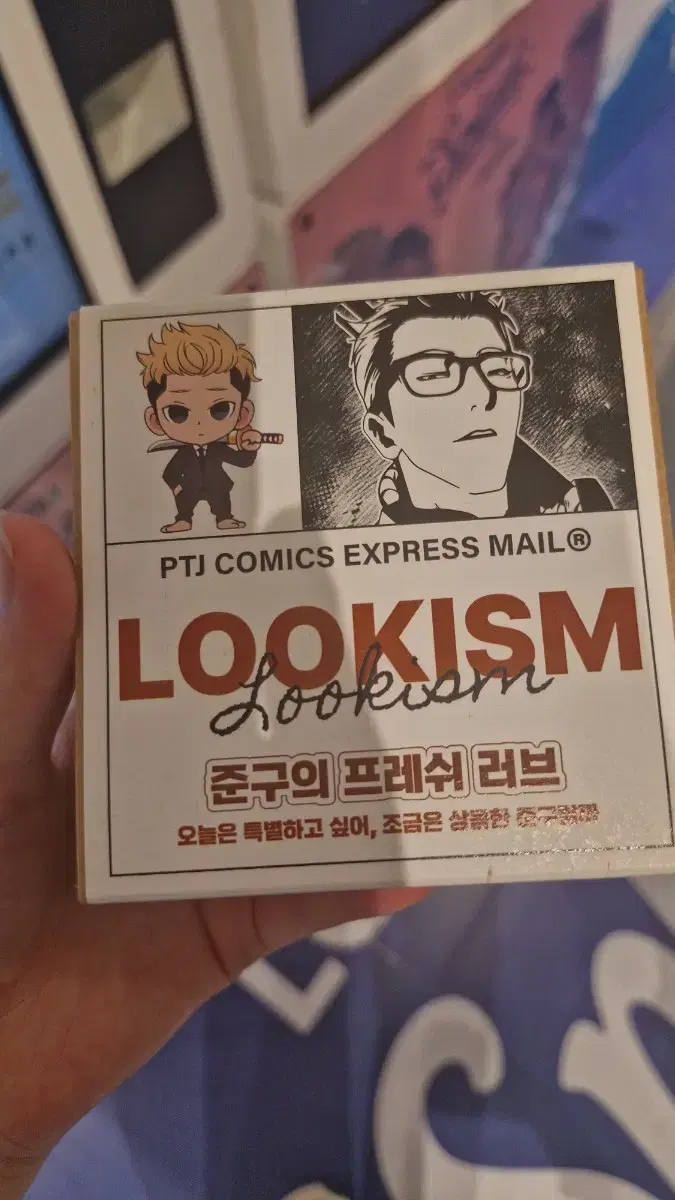 PTJ COMICS EXPRESS MAIL®
LOOKISM
Lookism
준구의 프레쉬 러브
오늘은 특별하고 싶어, 조금은 상큼한